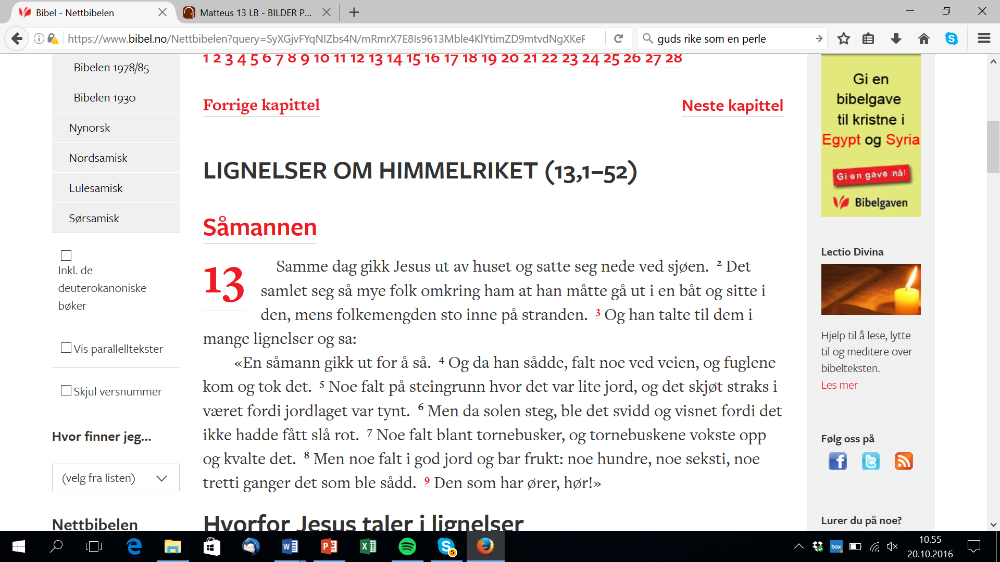 Bibel - Nettbibelen
Matteus 13 LB - BILDER P...
https://www.bibel.no/Nettbibelen?query=SyXGjvFYqNIZbs4N/mRmrX7E8Is9613Mble4KlYtimZD9mtvdNgXKeR
guds rike som en perle
Bibelen 1978/85
Bibelen 1930
Nynorsk
Nordsamisk
Lulesamisk
Sørsamisk
Inkl. de
deuterokanoniske
bøker
Vis parallelltekster
Skjul versnummer
Hvor finner jeg...
(velg fra listen)
Nettbibelen
1 2 3 4 5 6 7 8 9 10 11 12 13 14 15 16 17 18 19 20 21 22 23 24 25 26 27 28
Forrige kapittel
Neste kapittel
LIGNELSER OM HIMMELRIKET (13,1–52)
Såmannen
13 Samme dag gikk Jesus ut av huset og satte seg nede ved sjøen. 2 Det
samlet seg så mye folk omkring ham at han måtte gå ut i en båt og sitte i
den, mens folkemengden sto inne på stranden. 3 Og han talte til dem i
mange lignelser og sa:
«En såmann gikk ut for å så. 4 Og da han sådde, falt noe ved veien, og fuglene
kom og tok det. 5 Noe falt på steingrunn hvor det var lite jord, og det skjøt straks i
været fordi jordlaget var tynt. 6 Men da solen steg, ble det svidd og visnet fordi det
ikke hadde fått slå rot. 7 Noe falt blant tornebusker, og tornebuskene vokste opp
og kvalte det. 8 Men noe falt i god jord og bar frukt: noe hundre, noe seksti, noe
tretti ganger det som ble sådd. 9 Den som har ører, hør!»
Hvorfor Jesus taler i lignelser
Gi en
bibelgave
til kristne i
Egypt og Syria
Gi en gave nå!
Bibelgaven
Lectio Divina
Hjelp til å lese, lytte
til og meditere over
bibelteksten.
Les mer
Følg oss på
Lurer du på noe?
box
5
10.55
20.10.2016